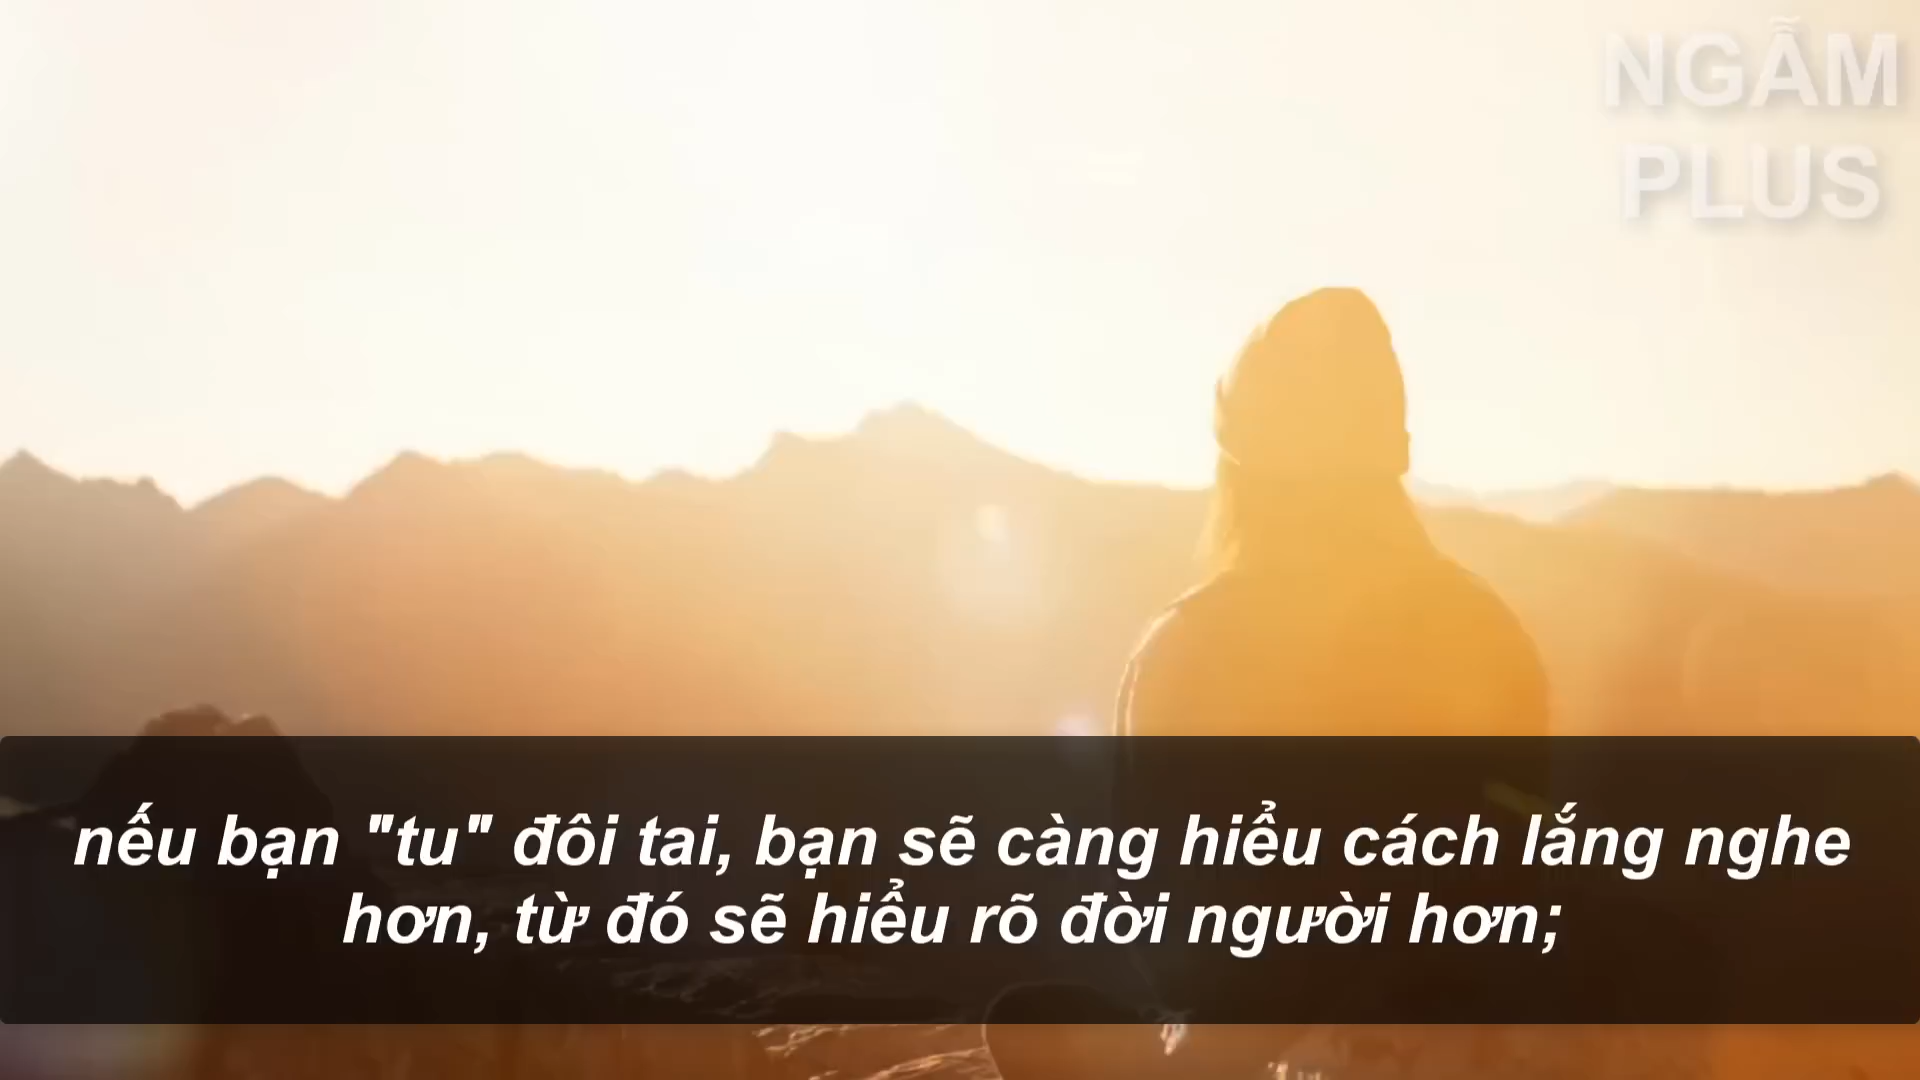 NGẪM
PLUS
nếu bạn "tu" đôi tai, bạn sẽ càng hiểu cách lắng nghe
hơn, từ đó sẽ hiểu rõ đời người hơn;